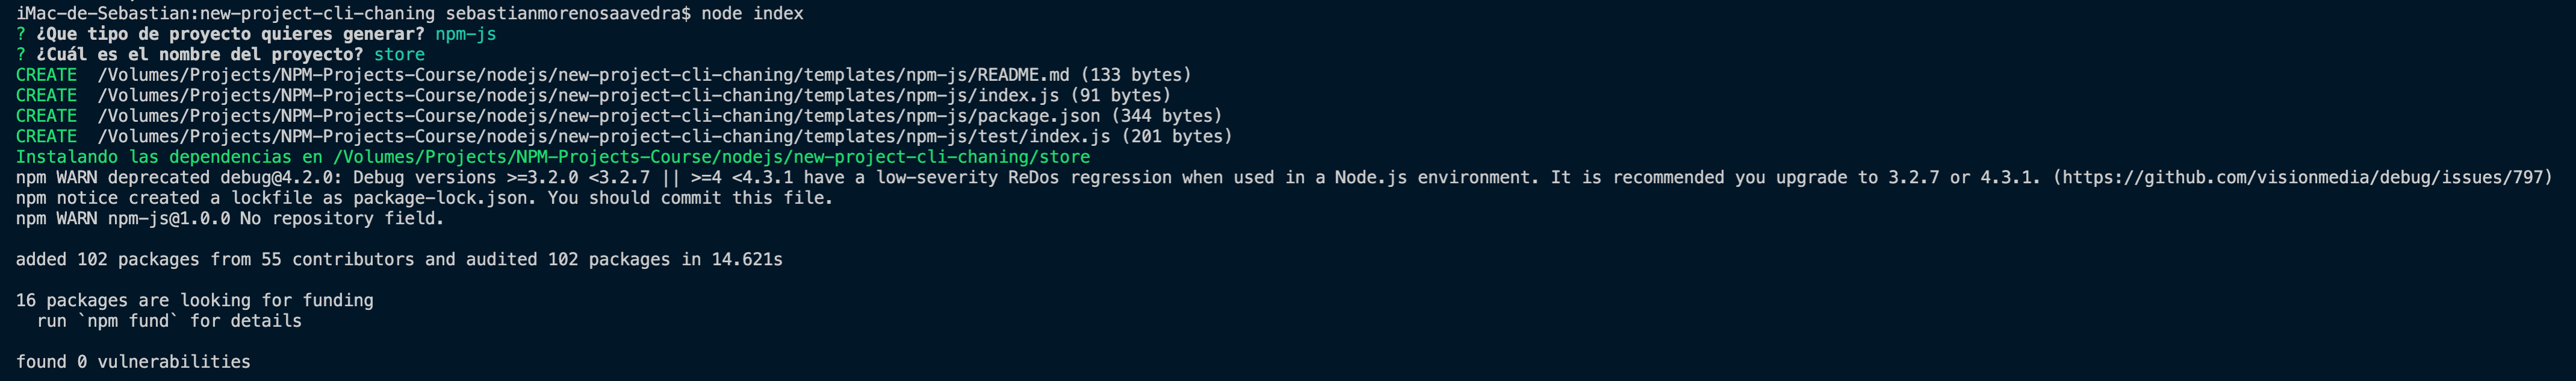 iMac-de-Sebastian:new-project-cli-chaning sebastianmorenosaavedra$ node index
? ¿Que tipo de proyecto quieres generar? npm-js
? ¿Cuál es el nombre del proyecto? store
CREATE  /Volumes/Projects/NPM-Projects-Course/nodejs/new-project-cli-chaning/templates/npm-js/README.md (133 bytes)
CREATE  /Volumes/Projects/NPM-Projects-Course/nodejs/new-project-cli-chaning/templates/npm-js/index.js (91 bytes)
CREATE  /Volumes/Projects/NPM-Projects-Course/nodejs/new-project-cli-chaning/templates/npm-js/package.json (344 bytes)
CREATE  /Volumes/Projects/NPM-Projects-Course/nodejs/new-project-cli-chaning/templates/npm-js/test/index.js (201 bytes)
Instalando las dependencias en /Volumes/Projects/NPM-Projects-Course/nodejs/new-project-cli-chaning/store
npm WARN deprecated debug@4.2.0: Debug versions >=3.2.0 <3.2.7 || >=4 <4.3.1 have a low-severity ReDos regression when used in a Node.js environment. It is recommended you upgrade to 3.2.7 or 4.3.1. (https://github.com/visionmedia/debug/issues/797)
npm notice created a lockfile as package-lock.json. You should commit this file.
npm WARN npm-js@1.0.0 No repository field.
added 102 packages from 55 contributors and audited 102 packages in 14.621s
16 packages are looking for funding
  run `npm fund` for details
found 0 vulnerabilities